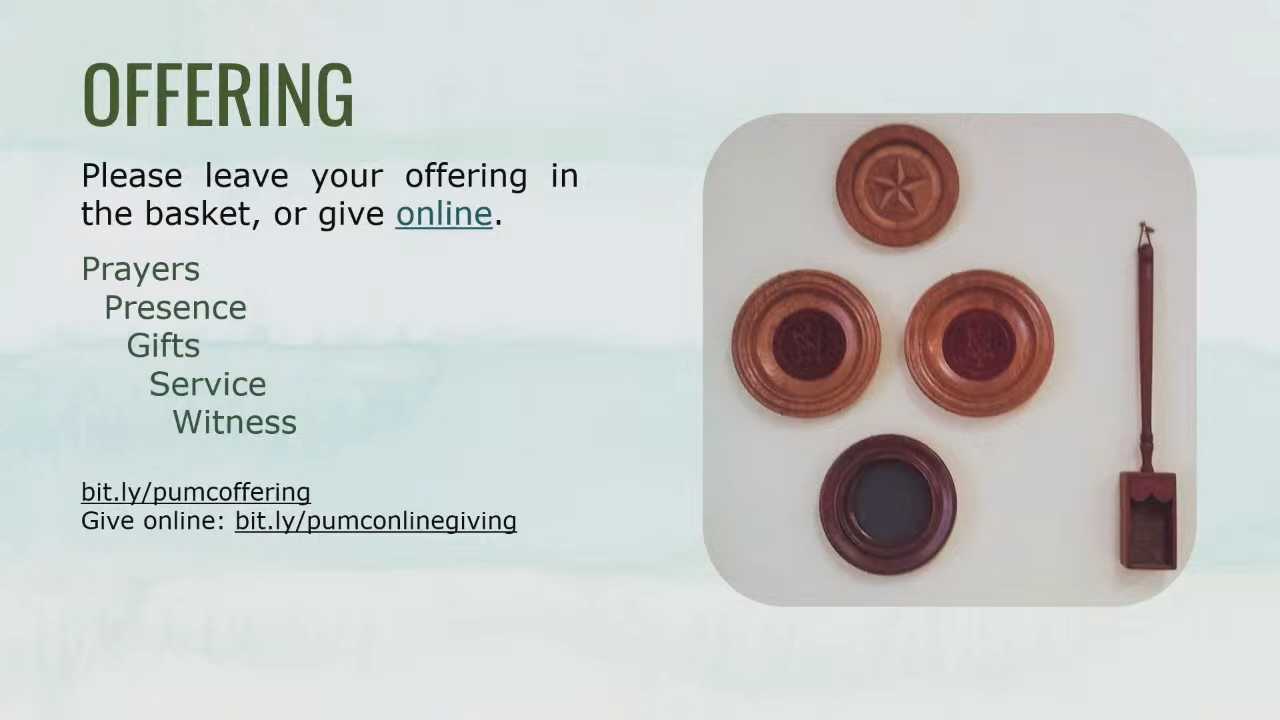 OFFERING
Please leave your offering in
the basket, or give online.
Prayers
Presence
Gifts
Service
Witness
bit.ly/pumcoffering
Give online: bit.ly/pumconlinegiving